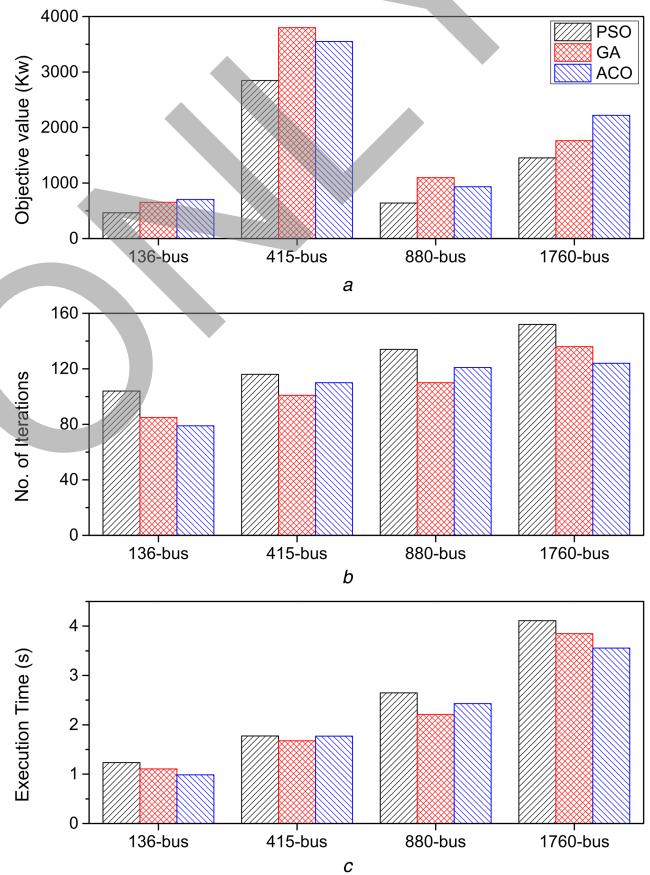 4000
3000
2000
1000
0
Objective value (Kw)
PSO
GA
ACO
136-bus
415-bus
880-bus
1760-bus
a
160
120
80
40
0
No. of Iterations
136-bus
415-bus
880-bus
1760-bus
b
4
3
2
1
0
Execution Time (s)
136-bus
415-bus
880-bus
1760-bus
c
ONLY